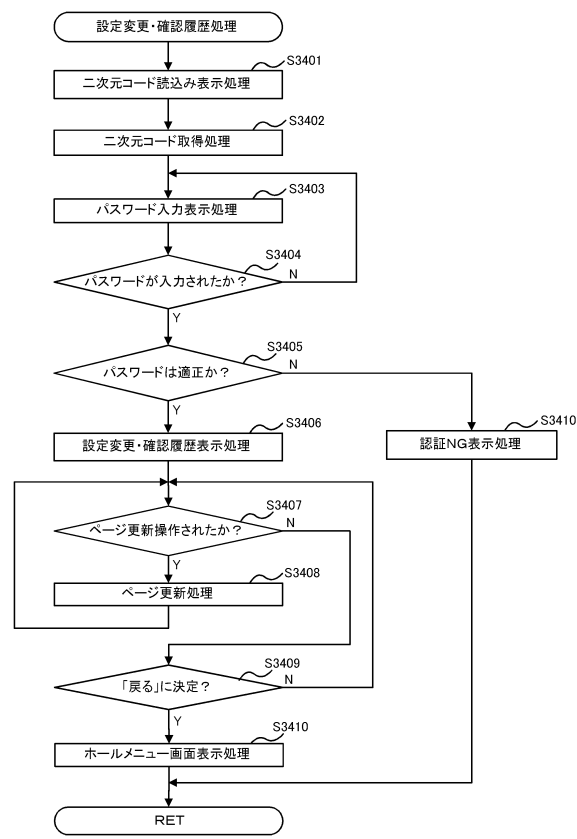 設定変更・確認履歴処理
S3401
二次元コード読込み表示処理
S3402
二次元コード取得処理
S3403
パスワード入力表示処理
S3404
パスワードが入力されたか？
N
Y
S3405
パスワードは適正か？
N
Y
S3406
設定変更・確認履歴表示処理
S3410
認証NG表示処理
S3407
ページ更新操作されたか？
N
Y
S3408
ページ更新処理
S3409
「戻る」に決定？
N
Y
S3410
ホールメニュー画面表示処理
RET